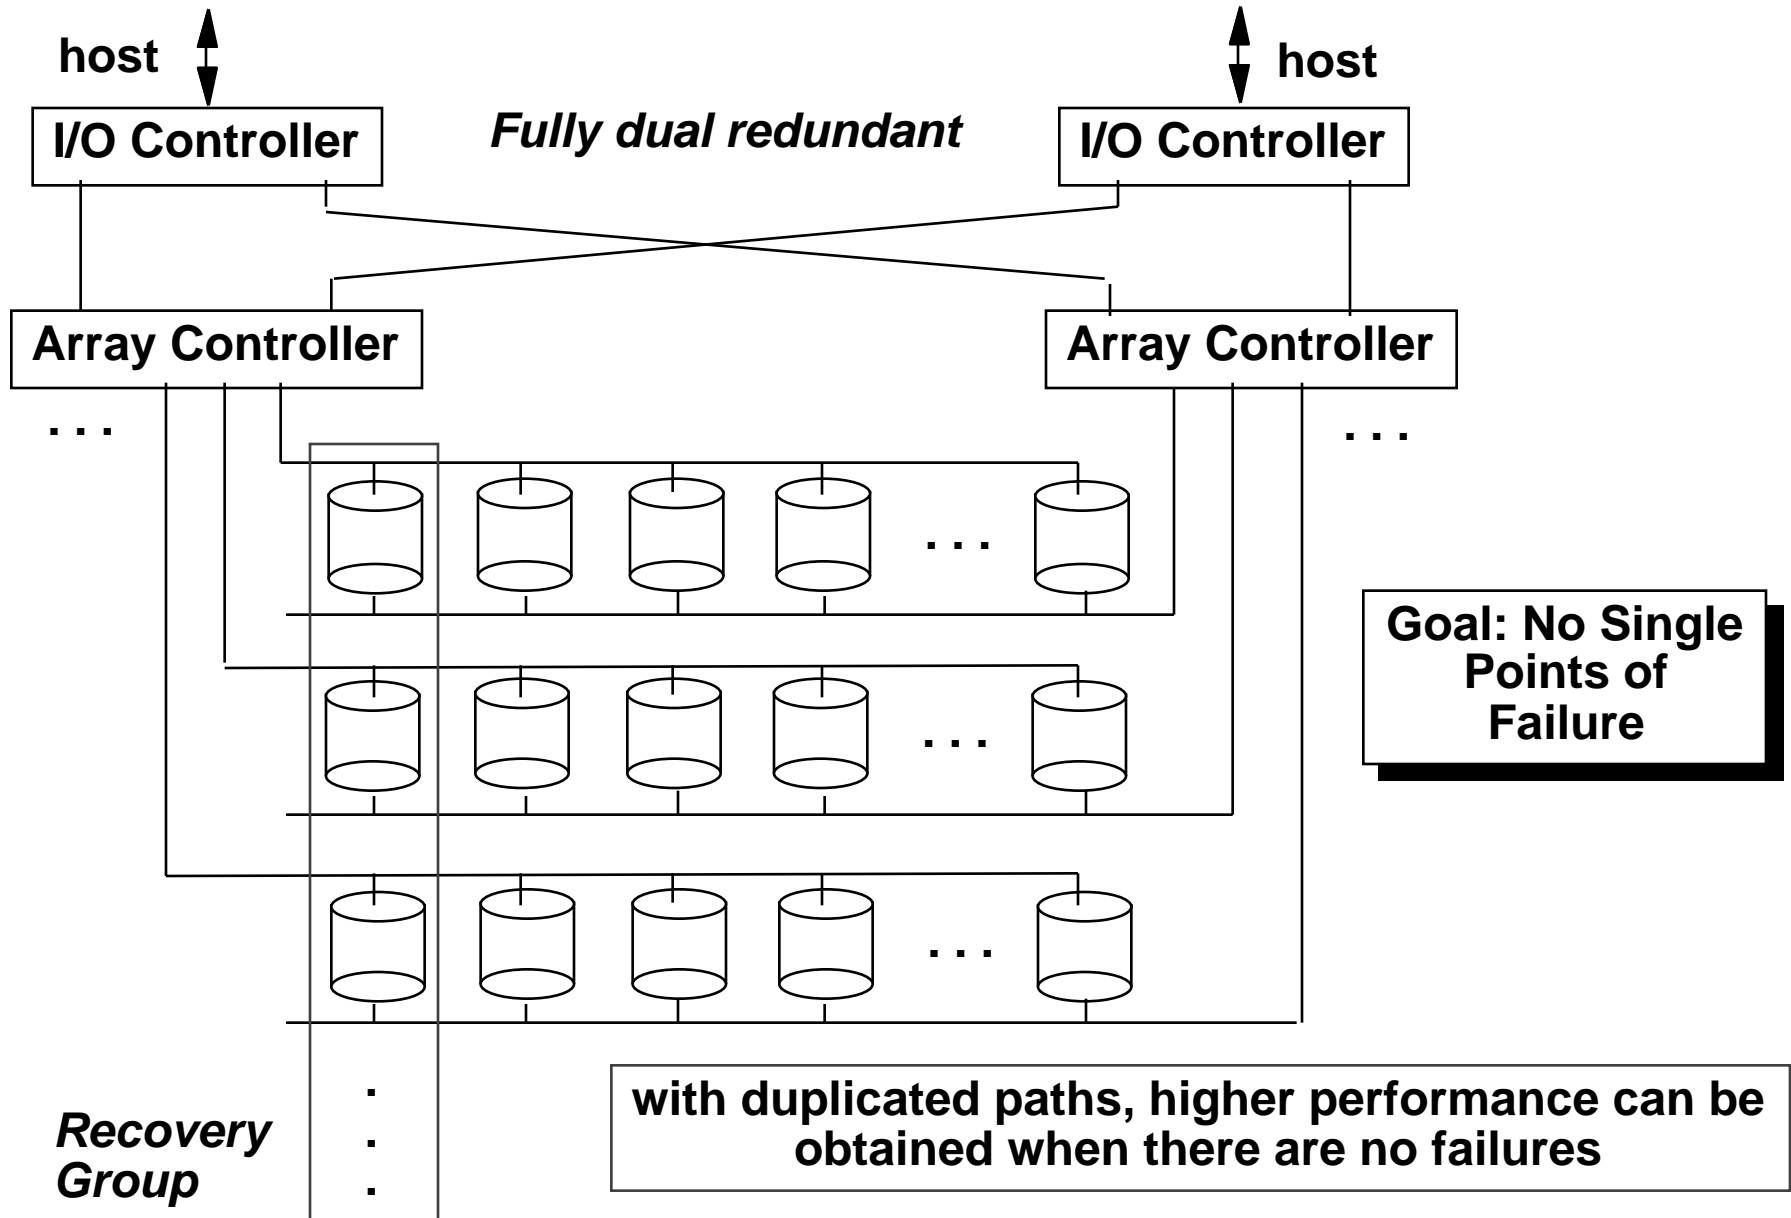 host
host
I/O Controller
Fully dual redundant
I/O Controller
Array Controller
Array Controller
. . .
. . .
. . .
Goal: No Single
Points of
Failure
. . .
. . .
with duplicated paths, higher performance can be
obtained when there are no failures
Recovery
Group
.
.
.